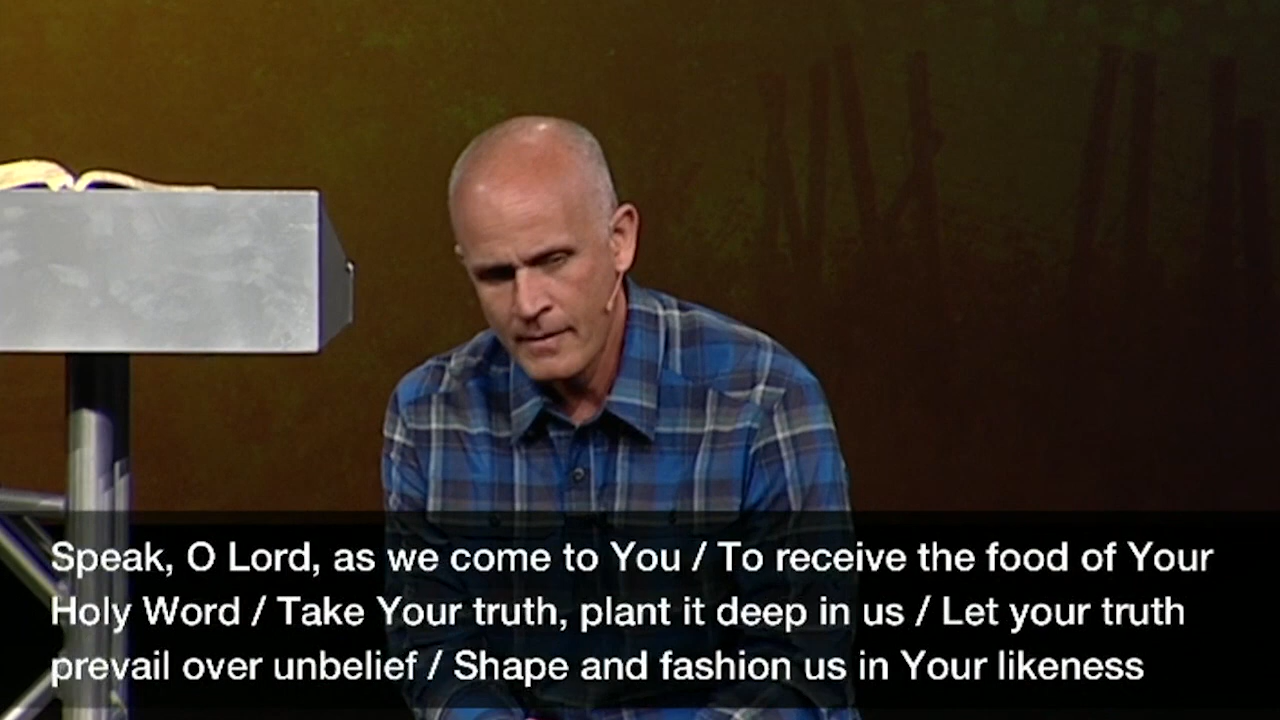 Speak, O Lord, as we come to You / To receive the food of Your
Holy Word / Take Your truth, plant it deep in us / Let your truth
prevail over unbelief / Shape and fashion us in Your likeness